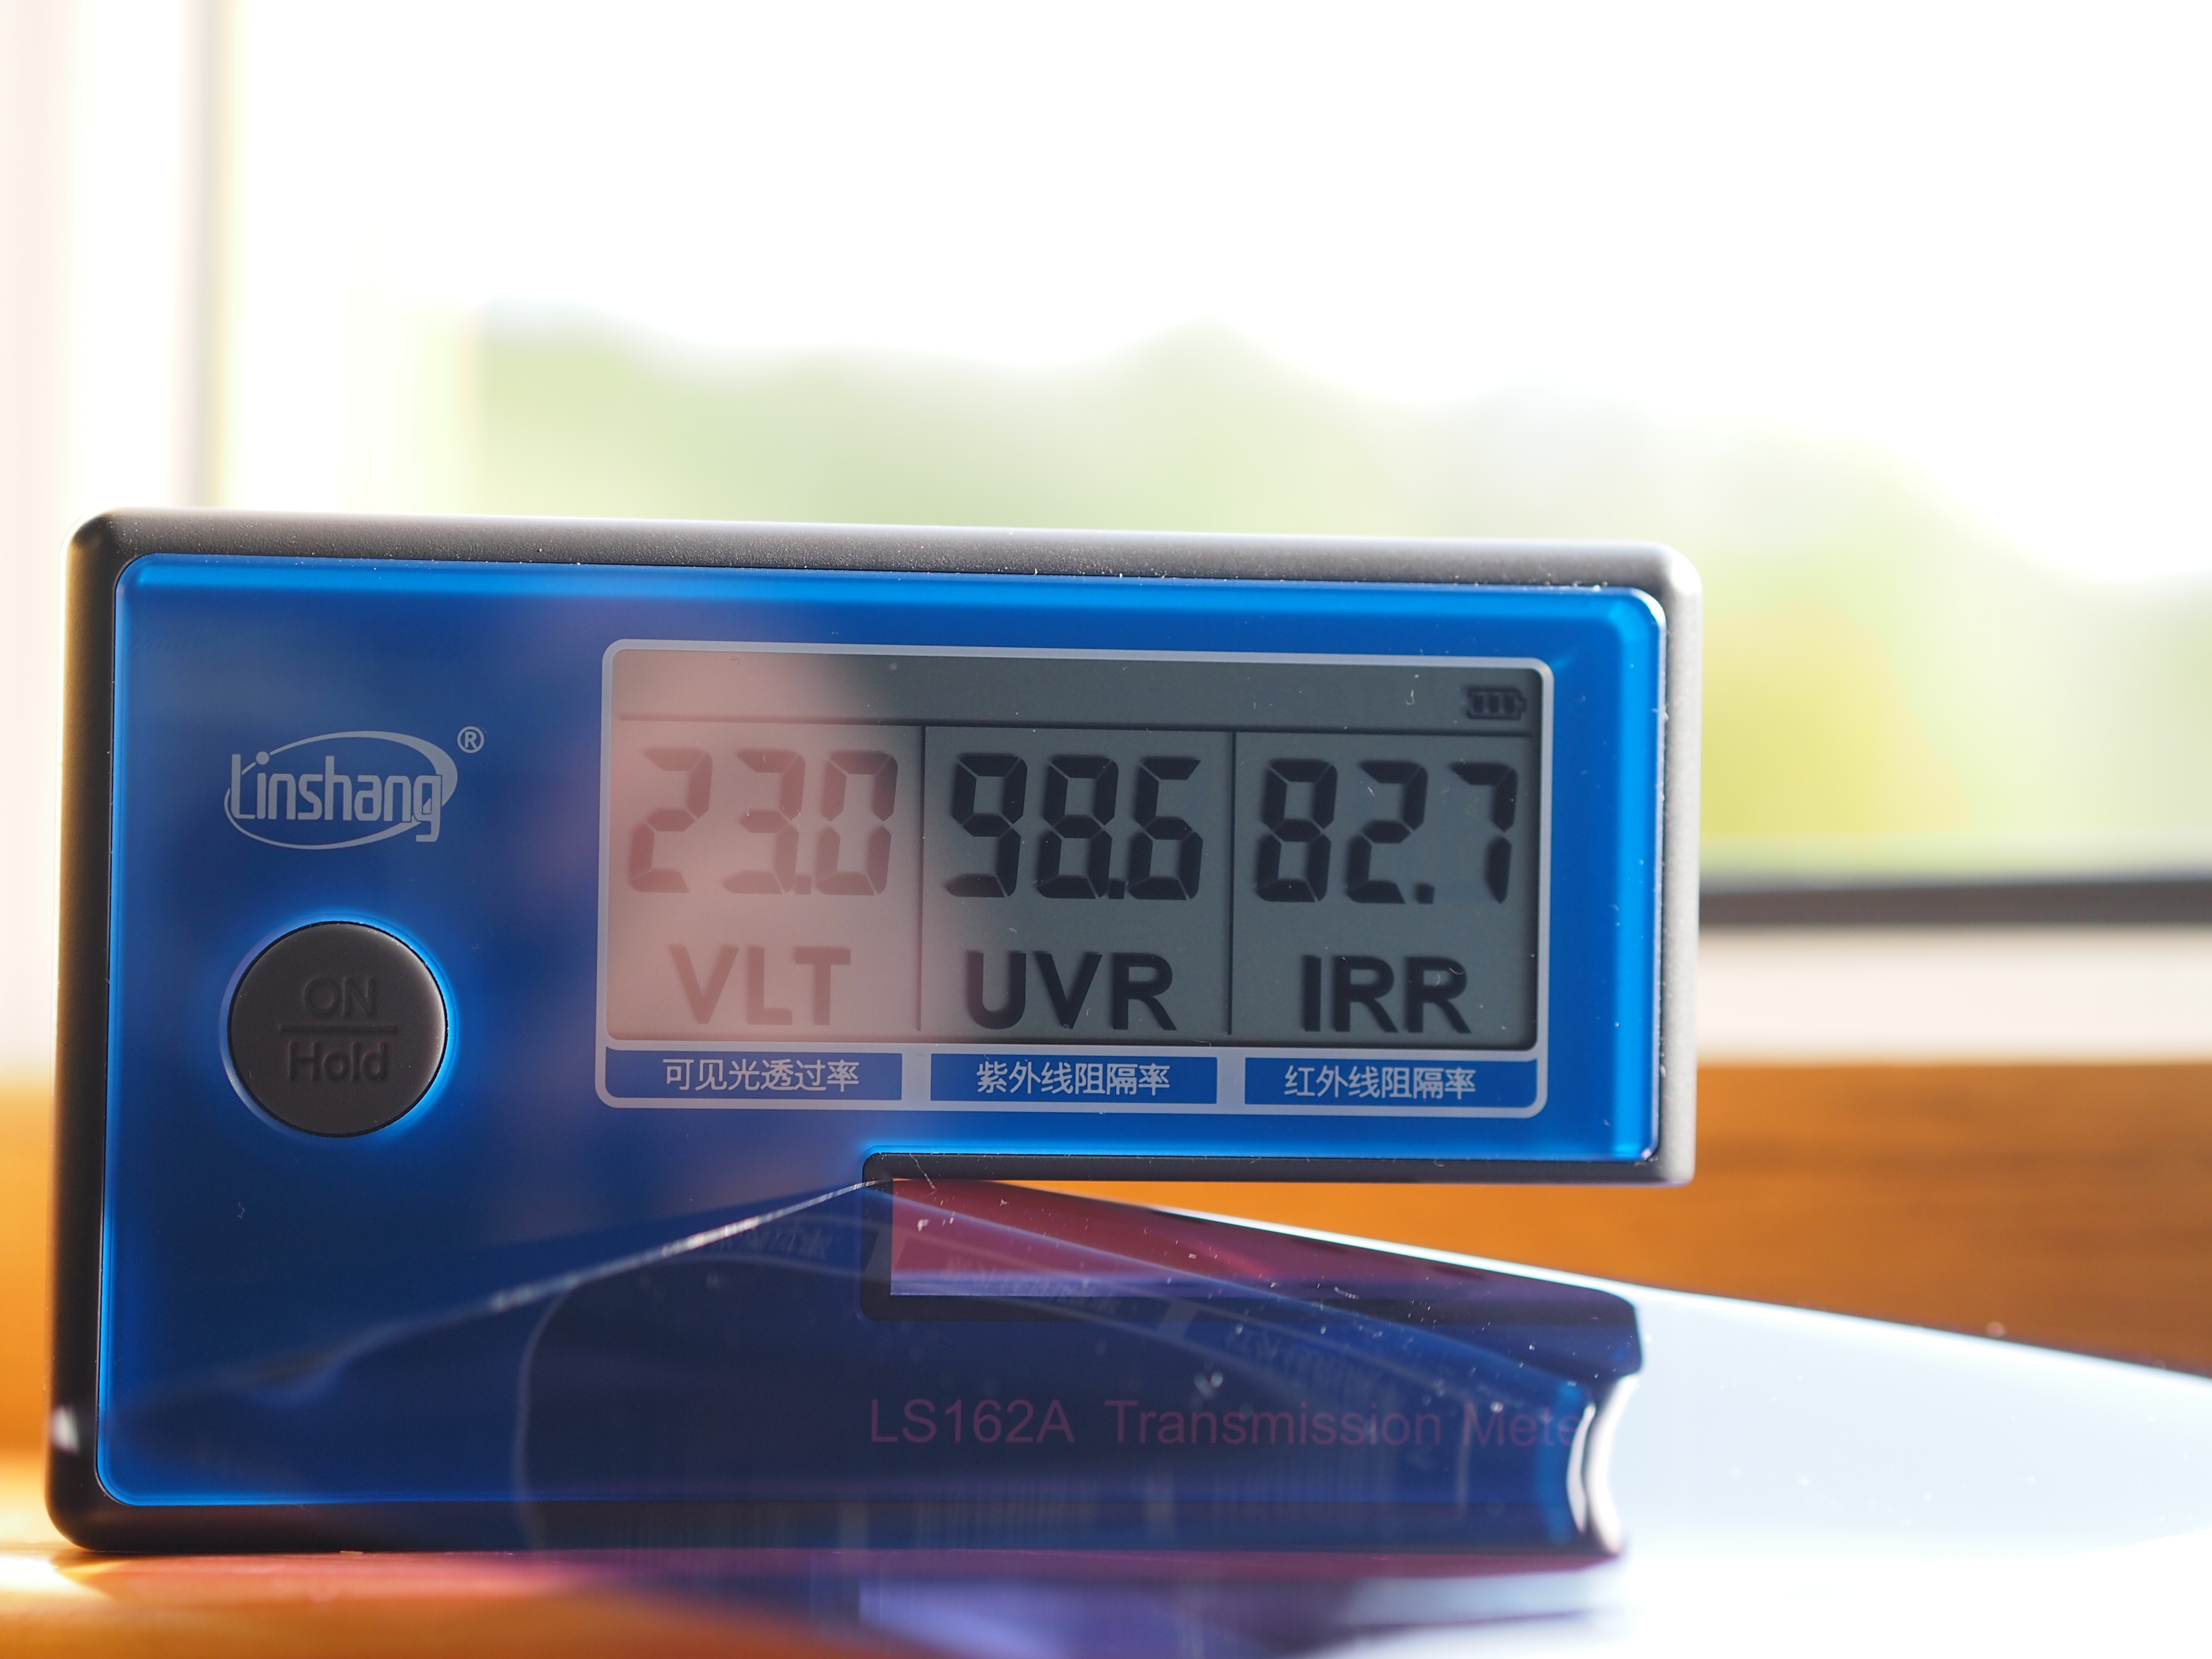 Linshang®
ON
Hold
23.0 98.6 82.7
VLT UVR IRR
可见光透过率 紫外线阻隔率 红外线阻隔率
LS162A Transmission Mete